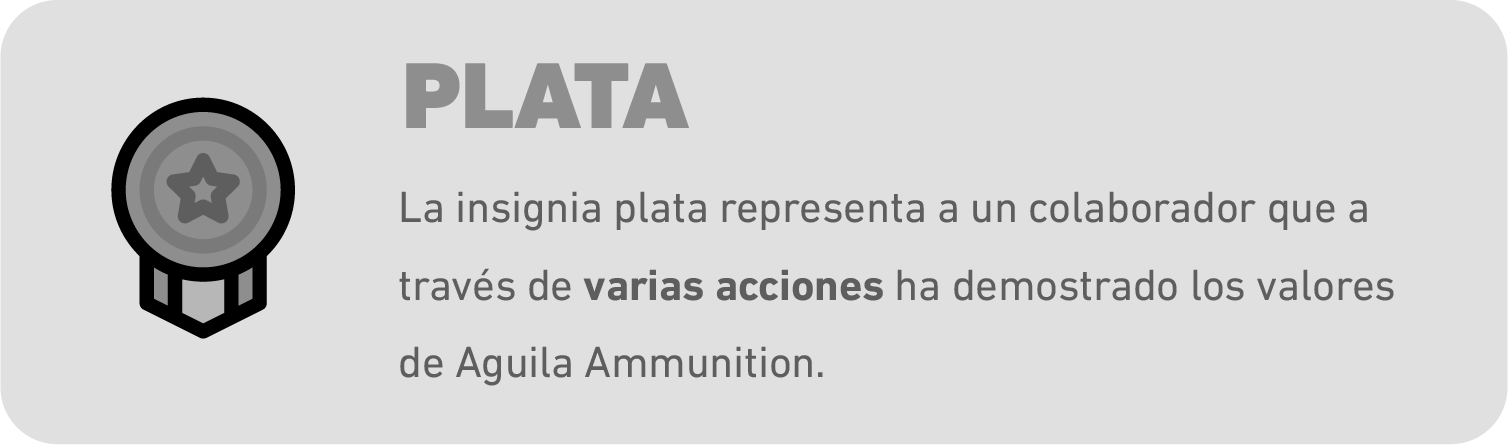 PLATA
La insignia plata representa a un colaborador que a
través de varias acciones ha demostrado los valores
de Aguila Ammunition.